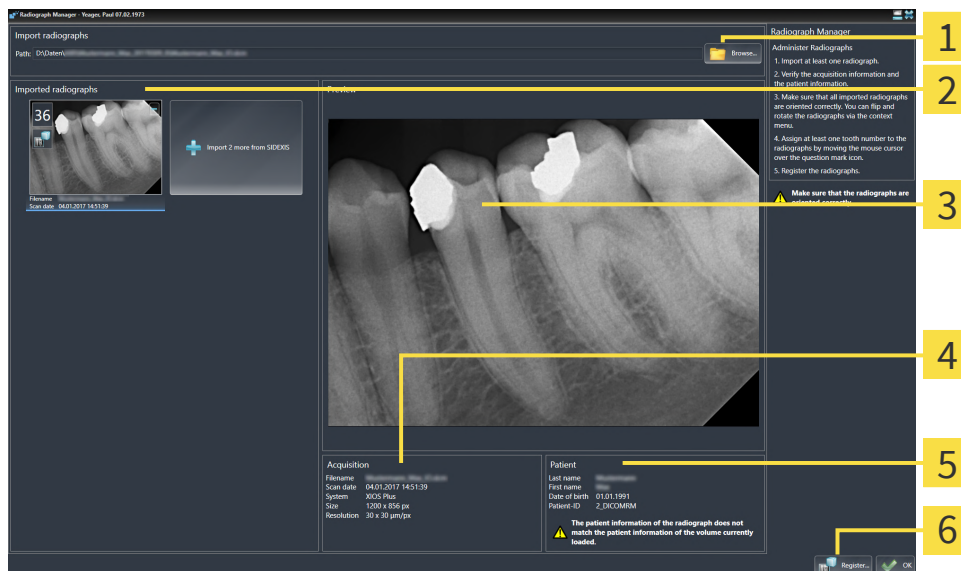 Radiograph Manager - Yeager, Paul 07.02.1973
Import radiographs
Path: D:\Daten\
Browse...
1
Imported radiographs
2
36
Import 2 more from SIDEXIS
Filename
Scan date 04.01.2017 14:51:39
Preview
3
Radiograph Manager
Administer Radiographs
1. Import at least one radiograph.
2. Verify the acquisition information and
the patient information.
3. Make sure that all imported radiographs
are oriented correctly. You can flip and
rotate the radiographs via the context
menu.
4. Assign at least one tooth number to the
radiographs by moving the mouse cursor
over the question mark icon.
5. Register the radiographs.
Make sure that the radiographs are
oriented correctly.
4
Acquisition
Filename
Scan date 04.01.2017 14:51:39
System XIOS Plus
Size 1200 x 856 px
Resolution 30 x 30 µm/px
5
Patient
Last name
First name
Date of birth 01.01.1991
Patient-ID 2_DICOMRM
The patient information of the radiograph does not
match the patient information of the volume currently
loaded.
6
Register...
OK